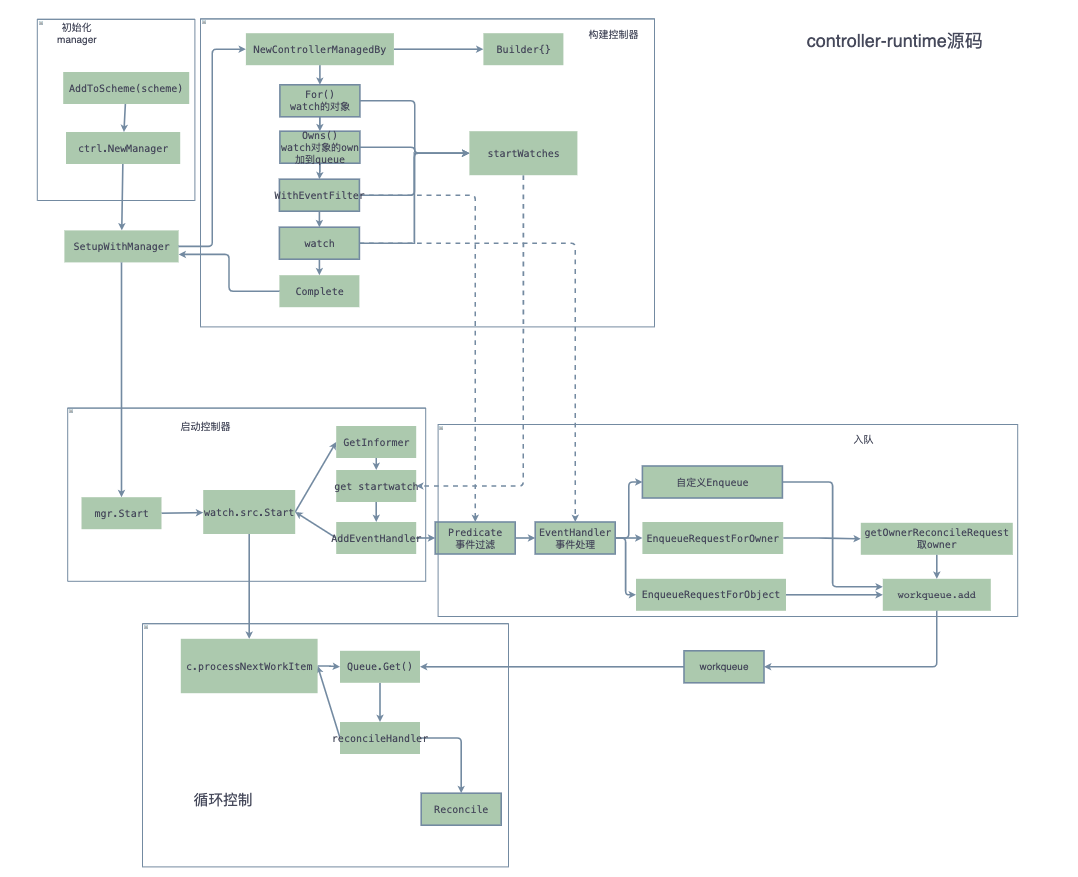 初始化
manager
AddToScheme(scheme)
ctrl.NewManager
SetupWithManager
构建控制器
NewControllerManagedBy
Builder{}
For()
watch的对象
Owns()
watch对象的own
加到queue
WithEventFilter
watch
Complete
startWatches
controller-runtime源码
启动控制器
mgr.Start
watch.src.Start
GetInformer
get startwatch
AddEventHandler
入队
Predicate
事件过滤
EventHandler
事件处理
自定义Enqueue
EnqueueRequestForOwner
EnqueueRequestForObject
getOwnerReconcileRequest
取owner
workqueue.add
workqueue
c.processNextWorkItem
Queue.Get()
reconcileHandler
Reconcile
循环控制